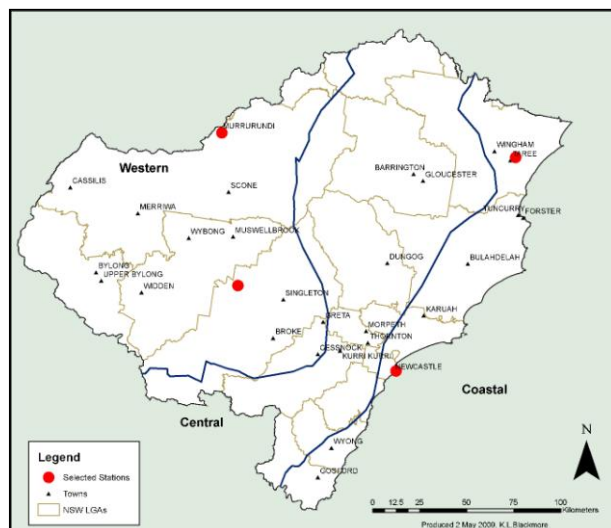 MURRURUNDI
Western
WINGHAM
TAREE
BARRINGTON
GLOUCESTER
CASSILIS
SCONE
MERRIWA
TUNCURRY
FORSTER
WYBONG
MUSWELLBROOK
DUNGOG
BULAHDELAH
BYLONG
UPPER BYLONG
WIDDEN
SINGLETON
KARUAH
GRETA
MORPETH
BROKE
THORNTON
CESSNOCK
KURRI KURRI
NEWCASTLE
Coastal
Central
WYONG
GOSFORD
N
Legend
Selected Stations
Towns
NSW LGAs
0 12.5 25 50 75 100
Kilometers
Produced 2 May 2009. K.L Blackmore.